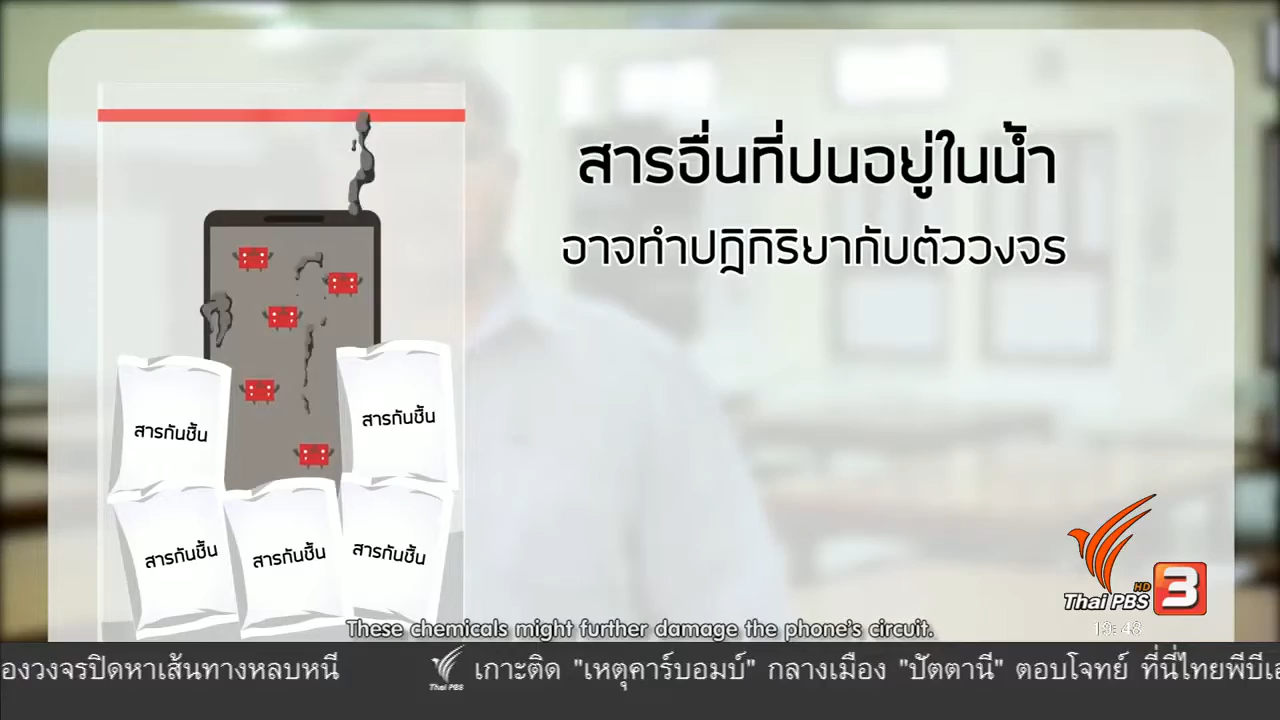 สารอื่นที่ปนอยู่ในน้ำ
อาจทำปฏิกิริยากับตัววงจร
สารกันชื้น
สารกันชื้น
สารกันชื้น
สารกันชื้น
สารกันชื้น
HD
Thai PBS 3
19:48
These chemicals might further damage the phone's circuit.
องวงจรปิดหาเส้นทางหลบหนี
Thai PBS
เกาะติด "เหตุคาร์บอมบ์" กลางเมือง "ปัตตานี" ตอบโจทย์ ที่นี่ไทยพีบีเอ